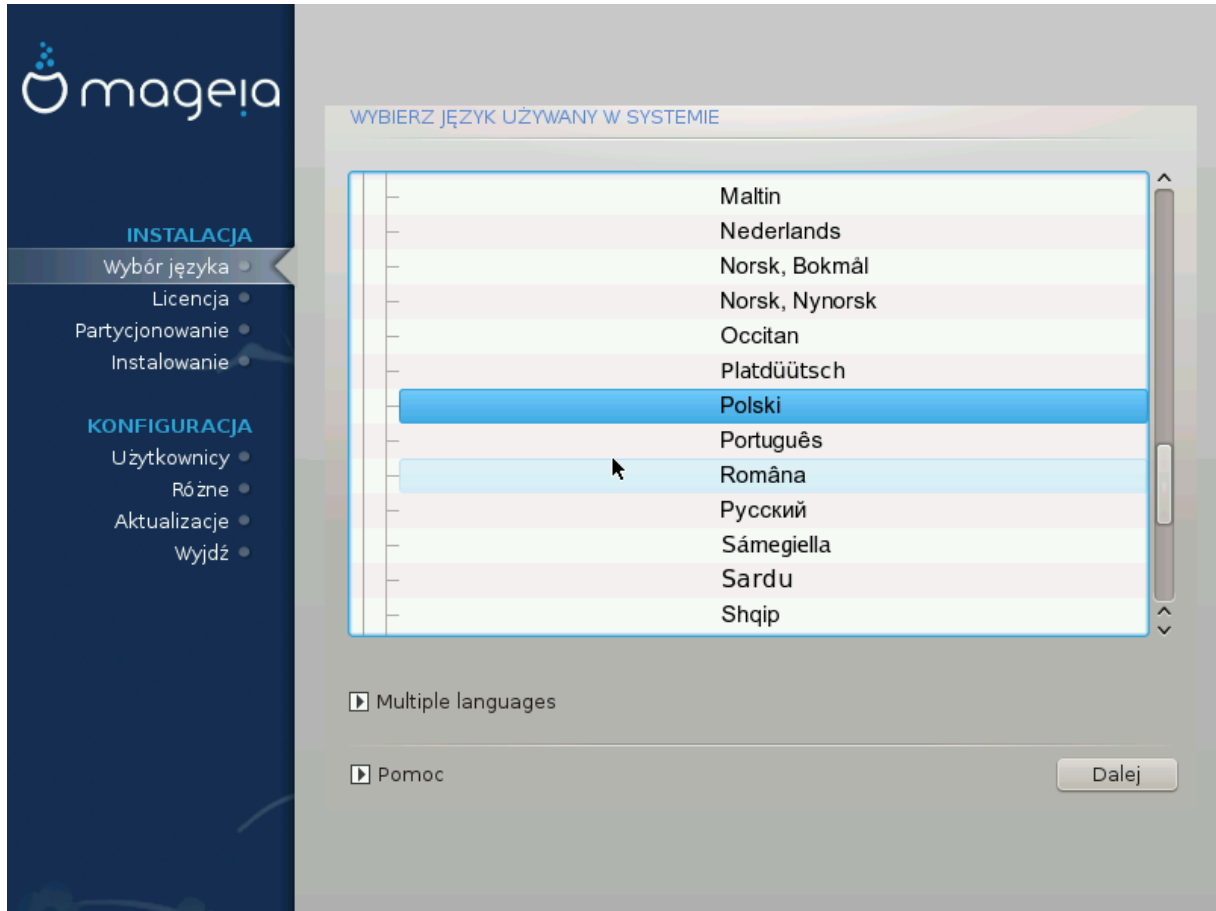 mageia
INSTALACJA
Wybór języka
Licencja
Partycjonowanie
Instalowanie
KONFIGURACJA
Użytkownicy
Różne
Aktualizacje
Wyjdź
WYBIERZ JĘZYK UŻYWANY W SYSTEMIE
Maltin
Nederlands
Norsk, Bokmål
Norsk, Nynorsk
Occitan
Platdüütsch
Polski
Português
Româna
Русский
Sámegiella
Sardu
Shqip
Multiple languages
Pomoc
Dalej